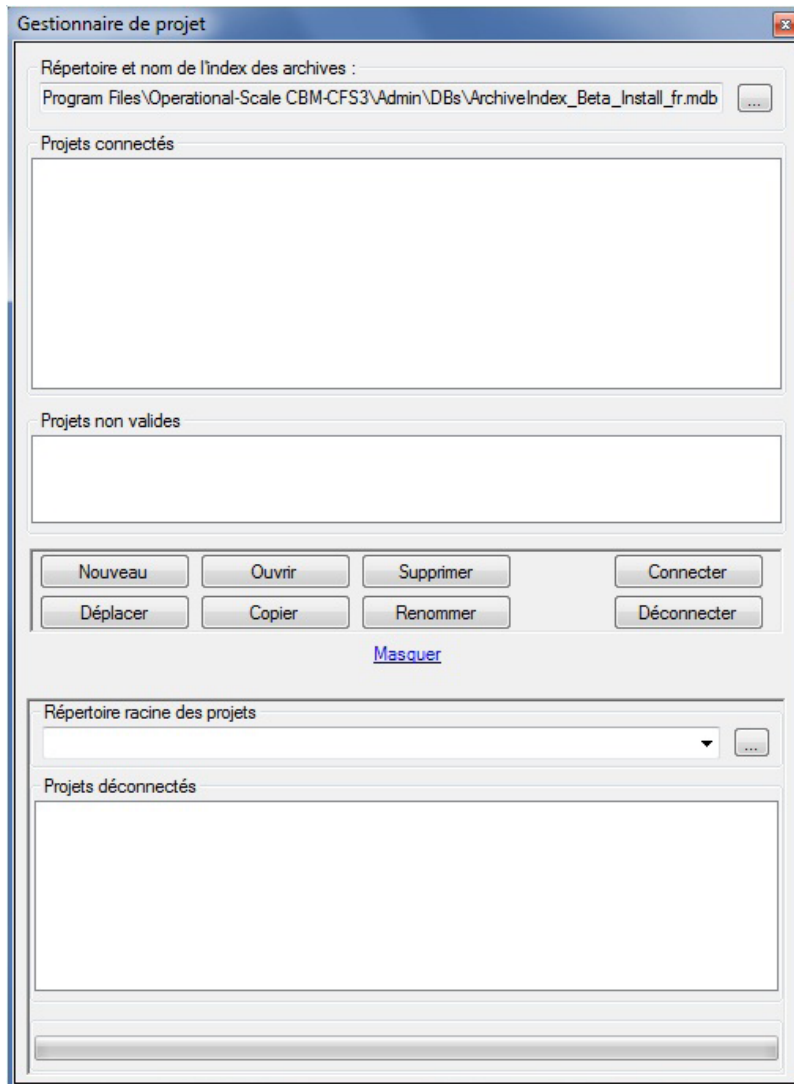 Gestionnaire de projet
Répertoire et nom de l'index des archives :
Program Files\Operational-Scale CBM-CFS3\Admin\DBs\ArchiveIndex_Beta_Install_fr.mdb
...
Projets connectés
Projets non valides
Nouveau Ouvrir Supprimer Connecter
Déplacer Copier Renommer Déconnecter
Masquer
Répertoire racine des projets
...
Projets déconnectés